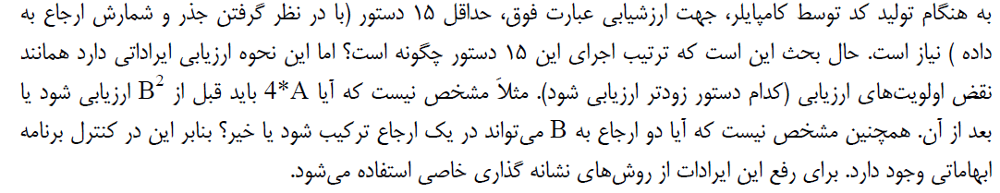 به هنگام تولید کد توسط کامپایلر، جهت ارزشیابی عبارت فوق، حداقل ۱۵ دستور (با در نظر گرفتن جذر و شمارش ارجاع به
داده ) نیاز است. حال بحث این است که ترتیب اجرای این ۱۵ دستور چگونه است؟ اما این نحوه ارزیابی ایراداتی دارد همانند
نقض اولویت‌های ارزیابی (کدام دستور زودتر ارزیابی شود). مثلاَ مشخص نیست که آیا 4*A باید قبل از B² ارزیابی شود یا
بعد از آن. همچنین مشخص نیست که آیا دو ارجاع به B می‌تواند در یک ارجاع ترکیب شود یا خیر؟ بنابر این در کنترل برنامه
ابهاماتی وجود دارد. برای رفع این ایرادات از روش‌های نشانه گذاری خاصی استفاده می‌شود.